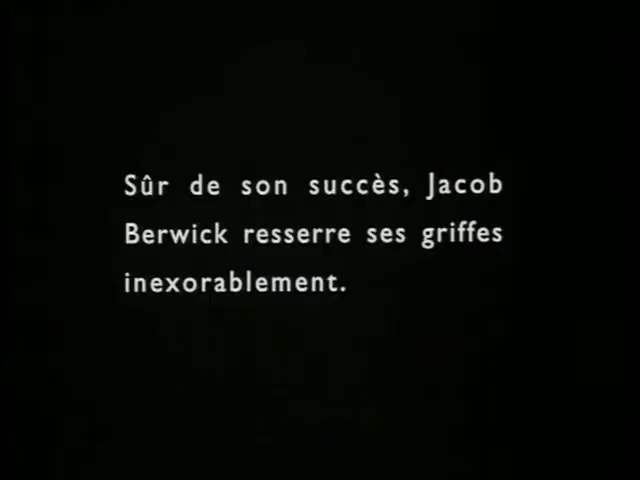 Sûr de son succès, Jacob
Berwick resserre ses griffes
inexorablement.